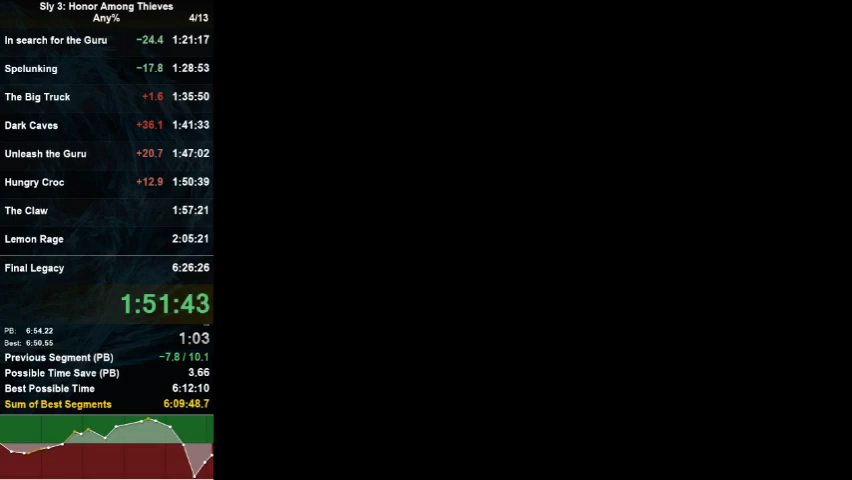 Sly 3: Honor Among Thieves
Any% 4/13
In search for the Guru −24.4 1:21:17
Spelunking −17.8 1:28:53
The Big Truck +1.6 1:35:50
Dark Caves +36.1 1:41:33
Unleash the Guru +20.7 1:47:02
Hungry Croc +12.9 1:50:39
The Claw 1:57:21
Lemon Rage 2:05:21
Final Legacy 6:26:26
1:51:43
PB: 6:54.22
Best: 6:50.55
1:03
Previous Segment (PB) −7.8 / 10.1
Possible Time Save (PB) 3.66
Best Possible Time 6:12:10
Sum of Best Segments 6:09:48.7